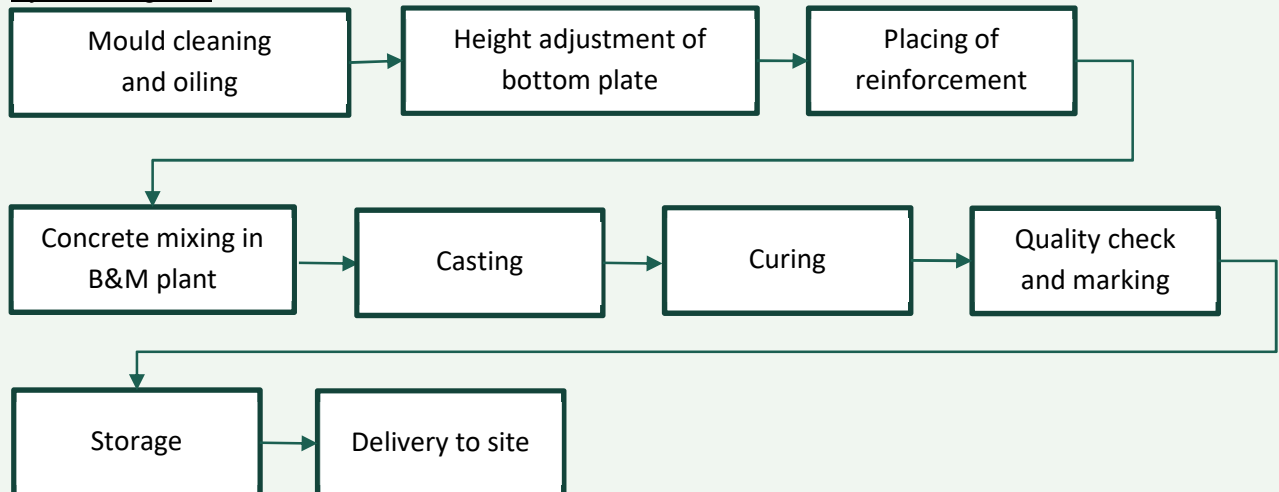 Mould cleaning
and oiling
Height adjustment of
bottom plate
Placing of
reinforcement
Concrete mixing in
B&M plant
Casting
Curing
Quality check
and marking
Storage
Delivery to site